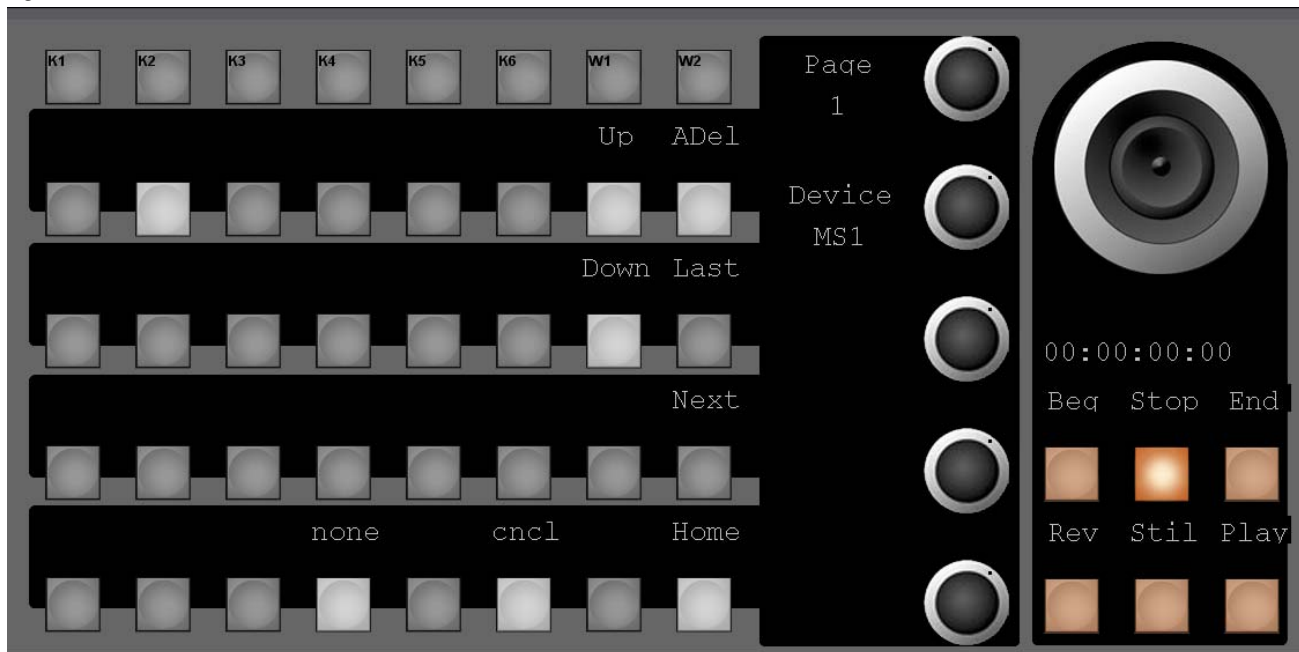 K1 K2 K3 K4 K5 K6 W1 W2
Page
1
Up ADel
Device
MS1
Down Last
00:00:00:00
Next
Beg Stop End
none cncl Home
Rev Stil Play